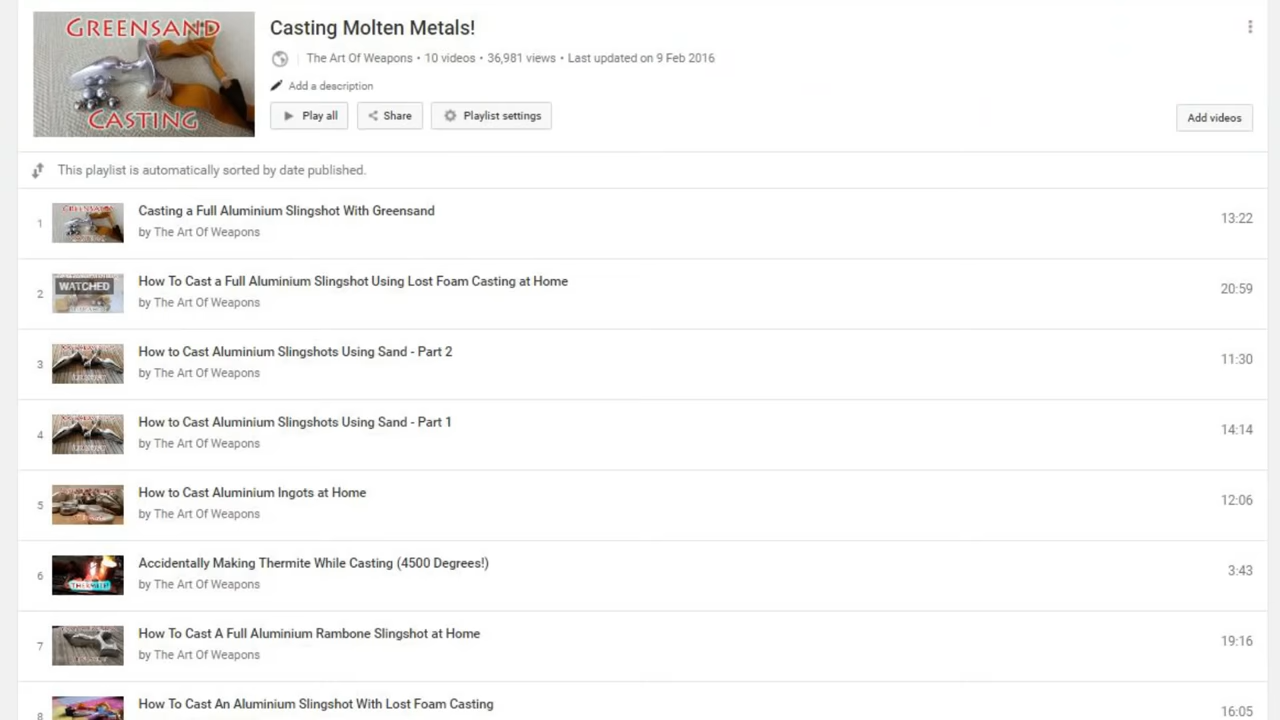 GREENSAND
CASTING
Casting Molten Metals!
The Art Of Weapons • 10 videos • 36,981 views • Last updated on 9 Feb 2016
Add a description
Play all
Share
Playlist settings
Add videos
This playlist is automatically sorted by date published.
1
Casting a Full Aluminium Slingshot With Greensand
by The Art Of Weapons
13:22
2
WATCHED
How To Cast a Full Aluminium Slingshot Using Lost Foam Casting at Home
by The Art Of Weapons
20:59
3
How to Cast Aluminium Slingshots Using Sand - Part 2
by The Art Of Weapons
11:30
4
How to Cast Aluminium Slingshots Using Sand - Part 1
by The Art Of Weapons
14:14
5
How to Cast Aluminium Ingots at Home
by The Art Of Weapons
12:06
6
Accidentally Making Thermite While Casting (4500 Degrees!)
by The Art Of Weapons
3:43
7
How To Cast A Full Aluminium Rambone Slingshot at Home
by The Art Of Weapons
19:16
8
How To Cast An Aluminium Slingshot With Lost Foam Casting
16:05